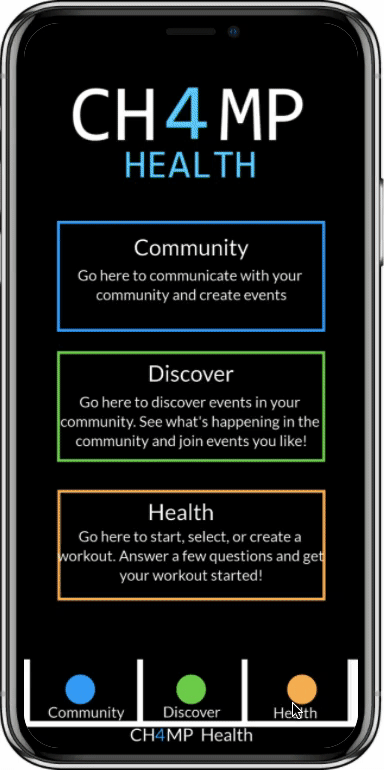 CH4MP
HEALTH
Community
Go here to communicate with your
community and create events
Discover
Go here to discover events in your
community. See what's happening in the
community and join events you like!
Health
Go here to start, select, or create a
workout. Answer a few questions and get
your workout started!
Community Discover Health
CH4MP Health